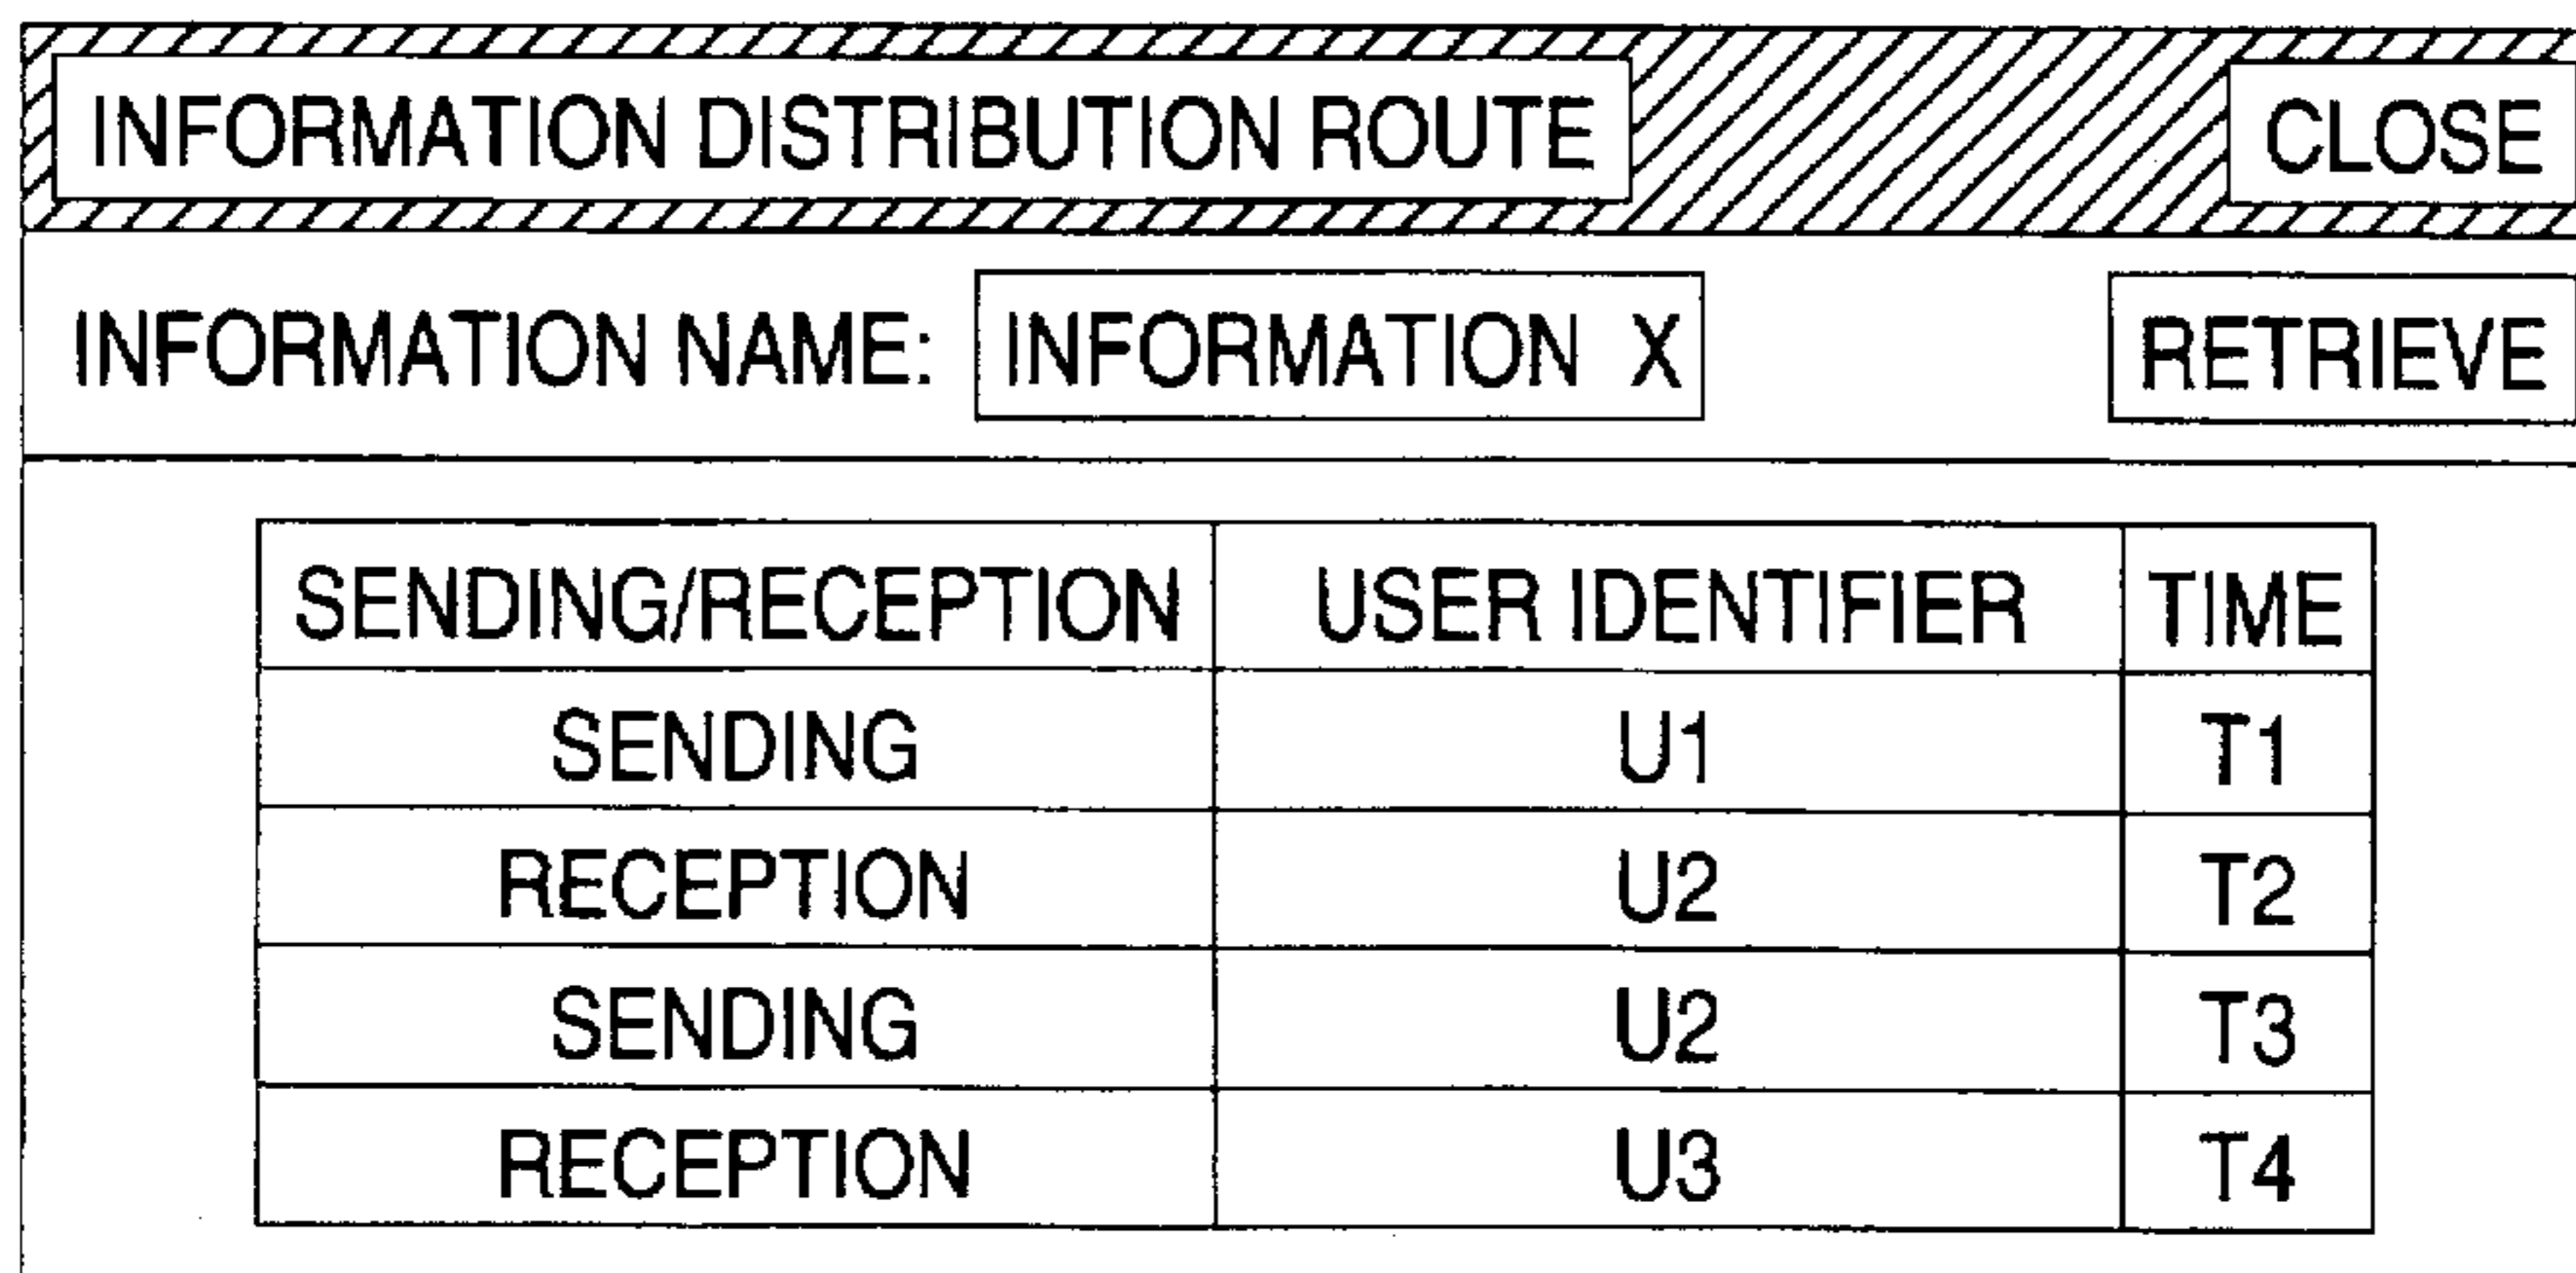 INFORMATION DISTRIBUTION ROUTE CLOSE
INFORMATION NAME: INFORMATION X RETRIEVE
SENDING/RECEPTION USER IDENTIFIER TIME
SENDING U1 T1
RECEPTION U2 T2
SENDING U2 T3
RECEPTION U3 T4